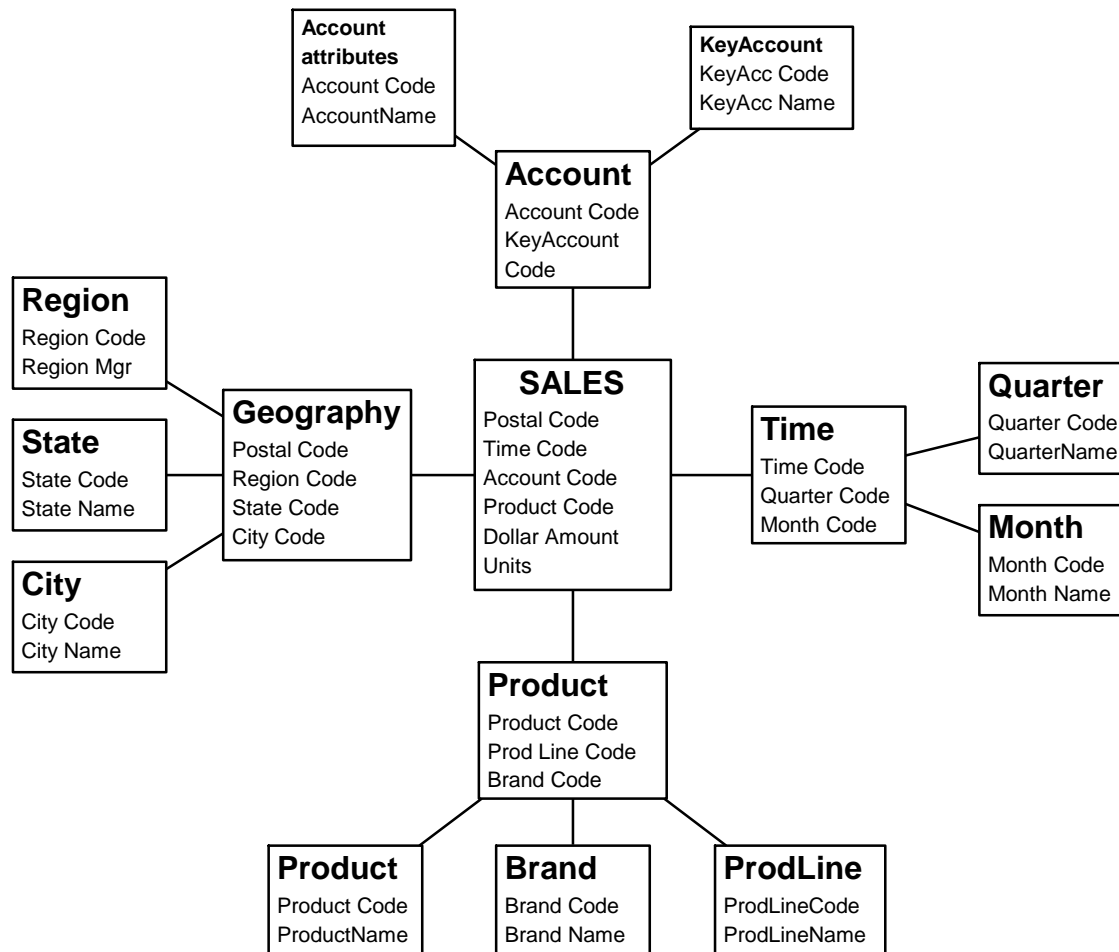 Account
attributes
Account Code
AccountName
KeyAccount
KeyAcc Code
KeyAcc Name
Account
Account Code
KeyAccount
Code
Region
Region Code
Region Mgr
State
State Code
State Name
City
City Code
City Name
Geography
Postal Code
Region Code
State Code
City Code
SALES
Postal Code
Time Code
Account Code
Product Code
Dollar Amount
Units
Time
Time Code
Quarter Code
Month Code
Quarter
Quarter Code
QuarterName
Month
Month Code
Month Name
Product
Product Code
Prod Line Code
Brand Code
Product
Product Code
ProductName
Brand
Brand Code
Brand Name
ProdLine
ProdLineCode
ProdLineName